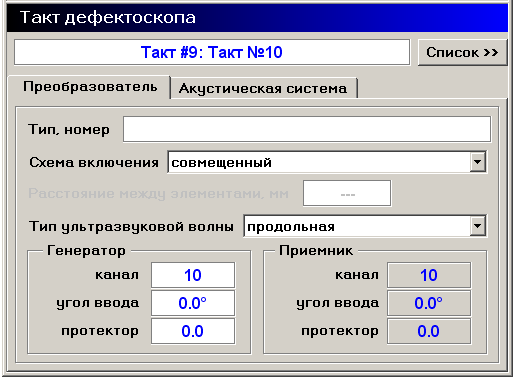 Такт дефектоскопа
Такт #9: Такт №10
Список >>
Преобразователь
Акустическая система
Тип, номер
Схема включения совмещенный
Расстояние между элементами, мм ---
Тип ультразвуковой волны продольная
Генератор
канал 10
угол ввода 0.0°
протектор 0.0
Приемник
канал 10
угол ввода 0.0°
протектор 0.0